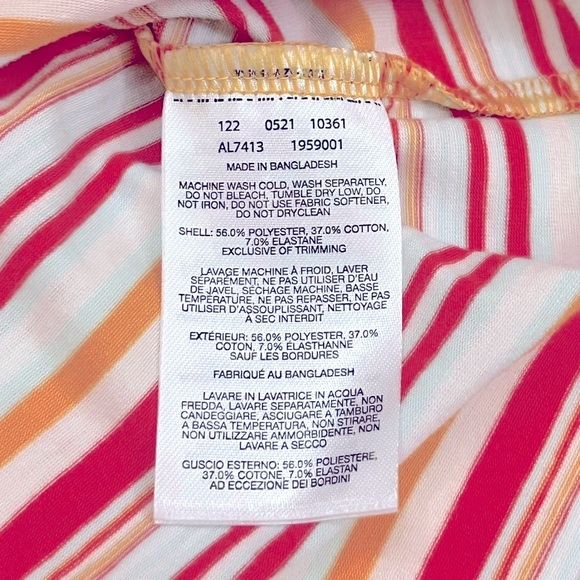 122 0521 10361
AL7413 1959001
MADE IN BANGLADESH
MACHINE WASH COLD, WASH SEPARATELY,
DO NOT BLEACH, TUMBLE DRY LOW, DO
NOT IRON, DO NOT USE FABRIC SOFTENER,
DO NOT DRYCLEAN
SHELL: 56.0% POLYESTER, 37.0% COTTON,
7.0% ELASTANE
EXCLUSIVE OF TRIMMING
LAVAGE MACHINE À FROID, LAVER
SÉPARÉMENT, NE PAS UTILISER D'EAU
DE JAVEL, SÉCHAGE MACHINE, BASSE
TEMPÉRATURE, NE PAS REPASSER, NE PAS
UTILISER D'ASSOUPLISSANT, NETTOYAGE
À SEC INTERDIT
EXTÉRIEUR: 56.0% POLYESTER, 37.0%
COTON, 7.0% ÉLASTHANNE
SAUF LES BORDURES
FABRIQUÉ AU BANGLADESH
LAVARE IN LAVATRICE IN ACQUA
FREDDA, LAVARE SEPARATAMENTE, NON
CANDEGGIARE, ASCIUGARE A TAMBURO
A BASSA TEMPERATURA, NON STIRARE,
NON UTILIZZARE AMMORBIDENTE, NON
LAVARE A SECCO
GUSCIO ESTERNO: 56.0% POLIESTERE,
37.0% COTONE, 7.0% ELASTAN
AD ECCEZIONE DEI BORDINI